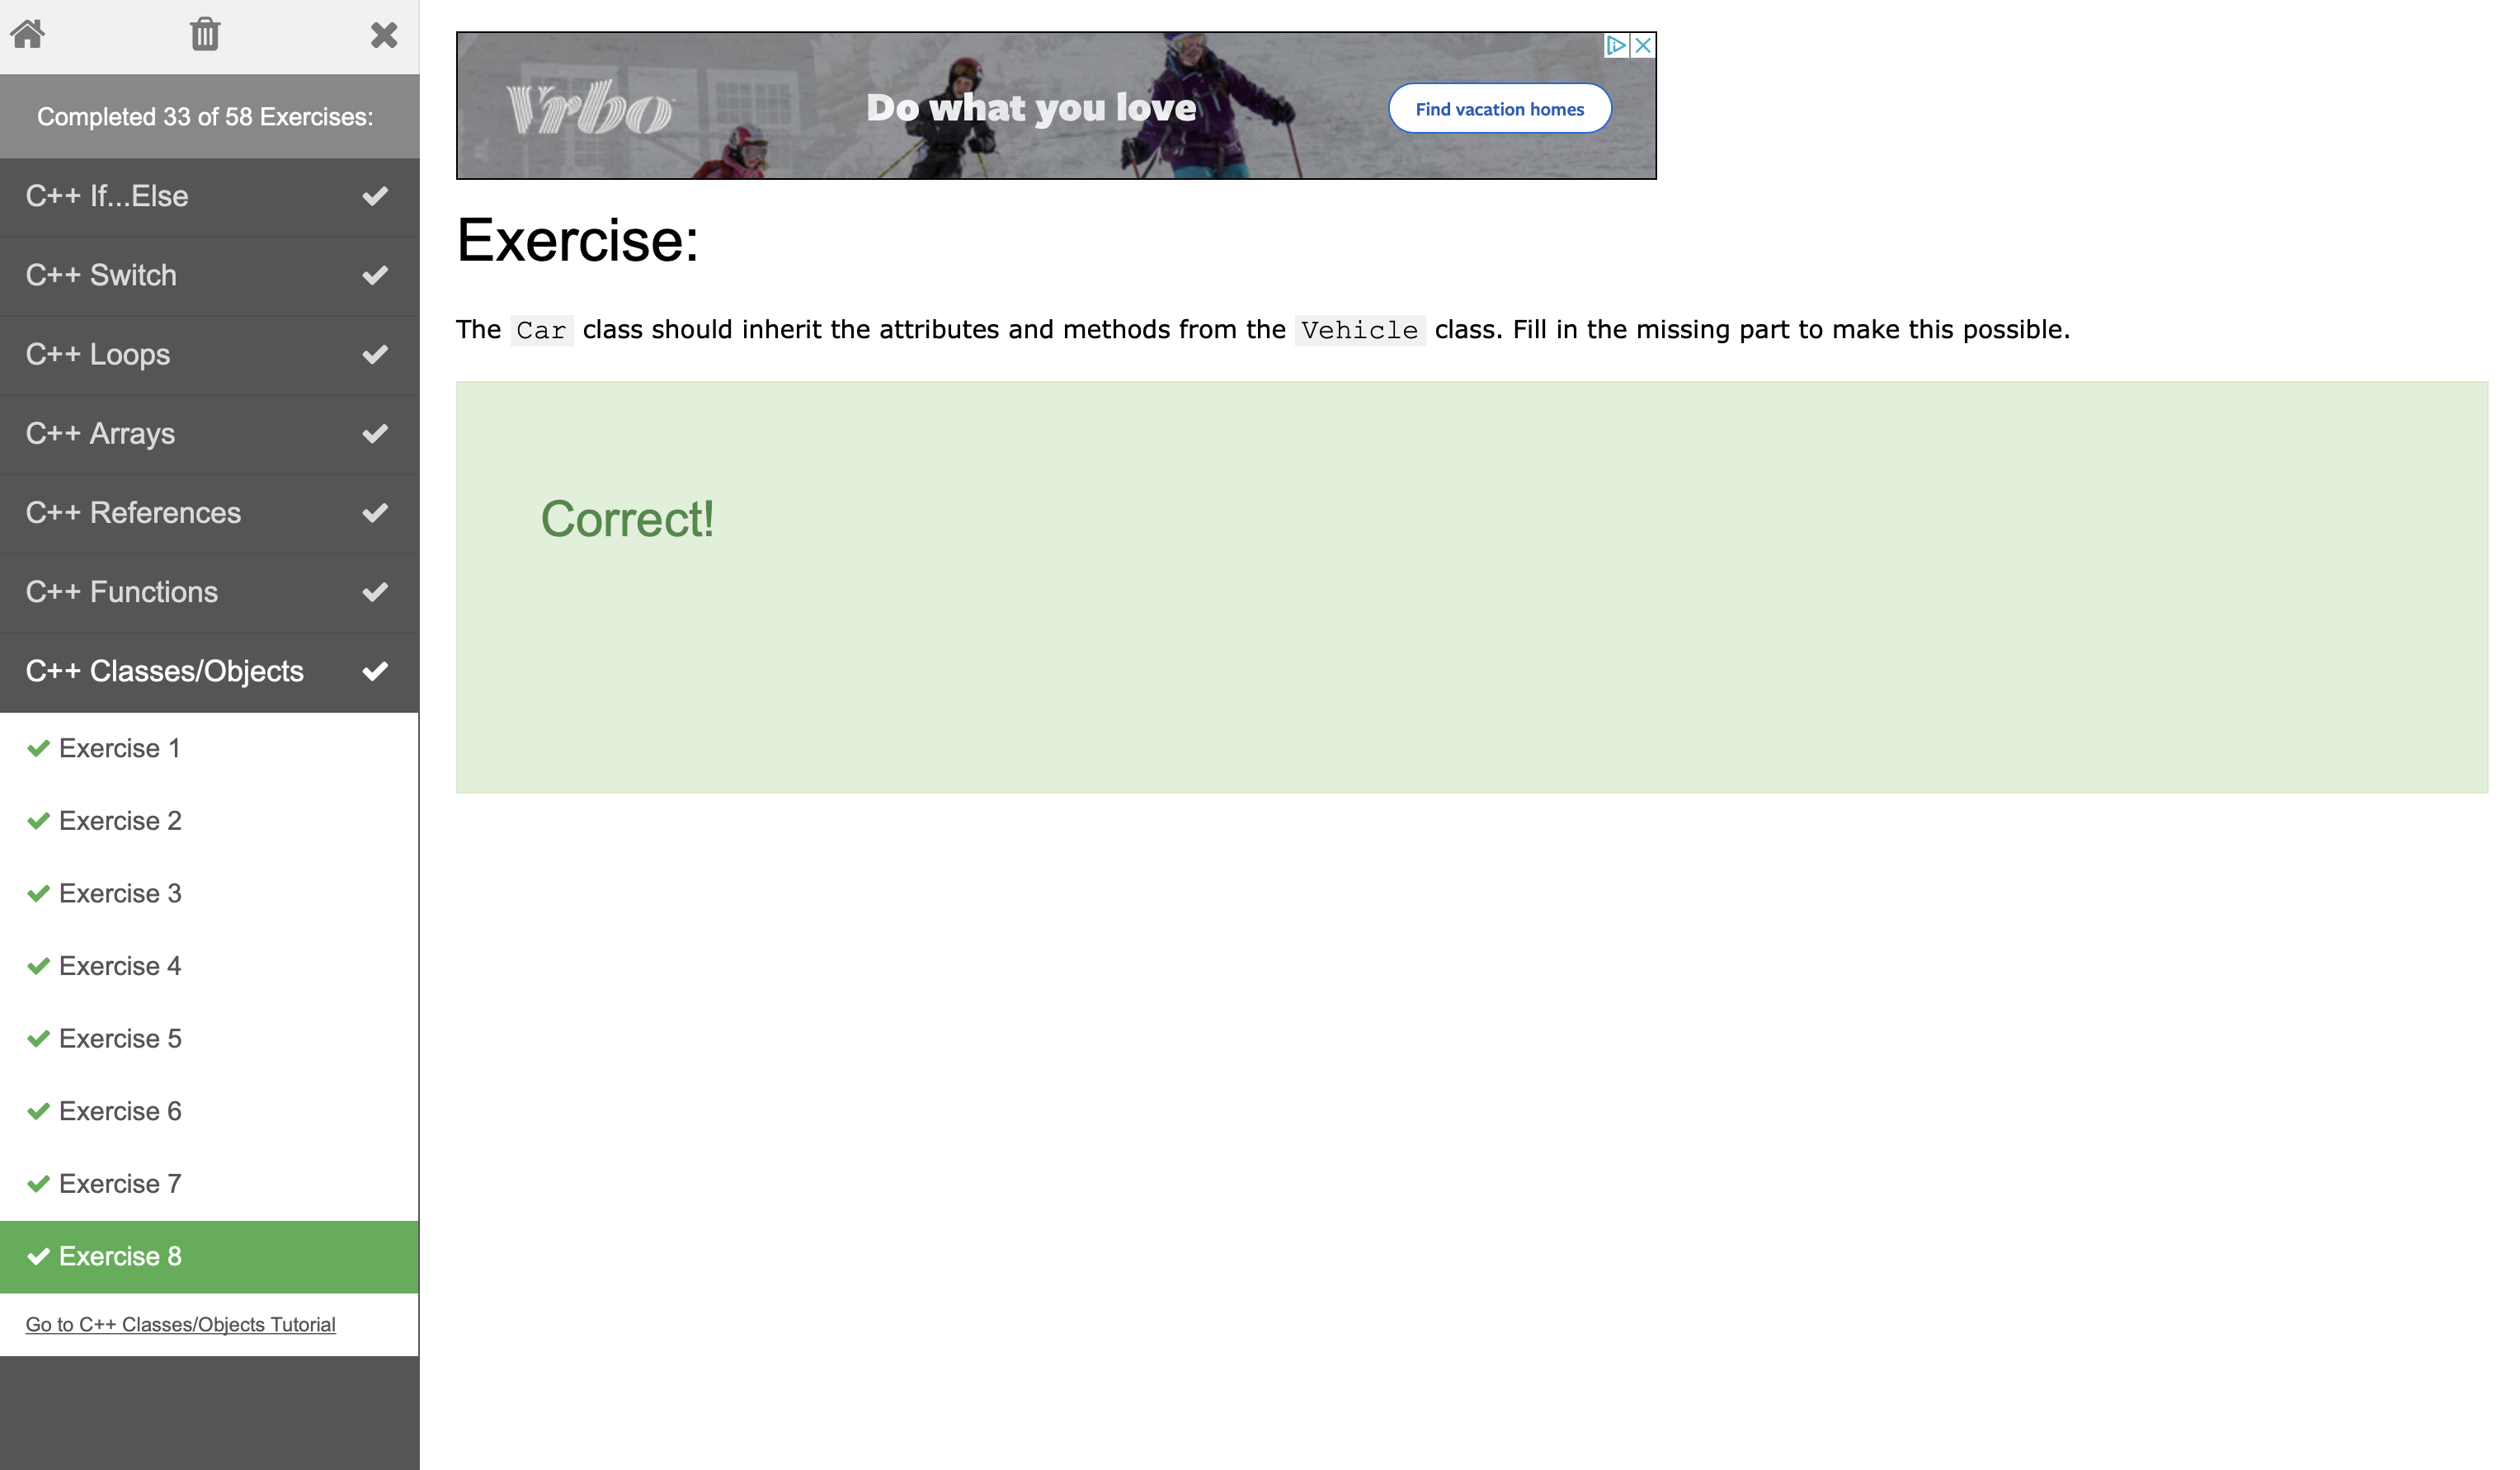 Completed 33 of 58 Exercises:
C++ If...Else
C++ Switch
C++ Loops
C++ Arrays
C++ References
C++ Functions
C++ Classes/Objects
Exercise 1
Exercise 2
Exercise 3
Exercise 4
Exercise 5
Exercise 6
Exercise 7
Exercise 8
Go to C++ Classes/Objects Tutorial
Vrbo
Do what you love
Find vacation homes
Exercise:
The Car class should inherit the attributes and methods from the Vehicle class. Fill in the missing part to make this possible.
Correct!